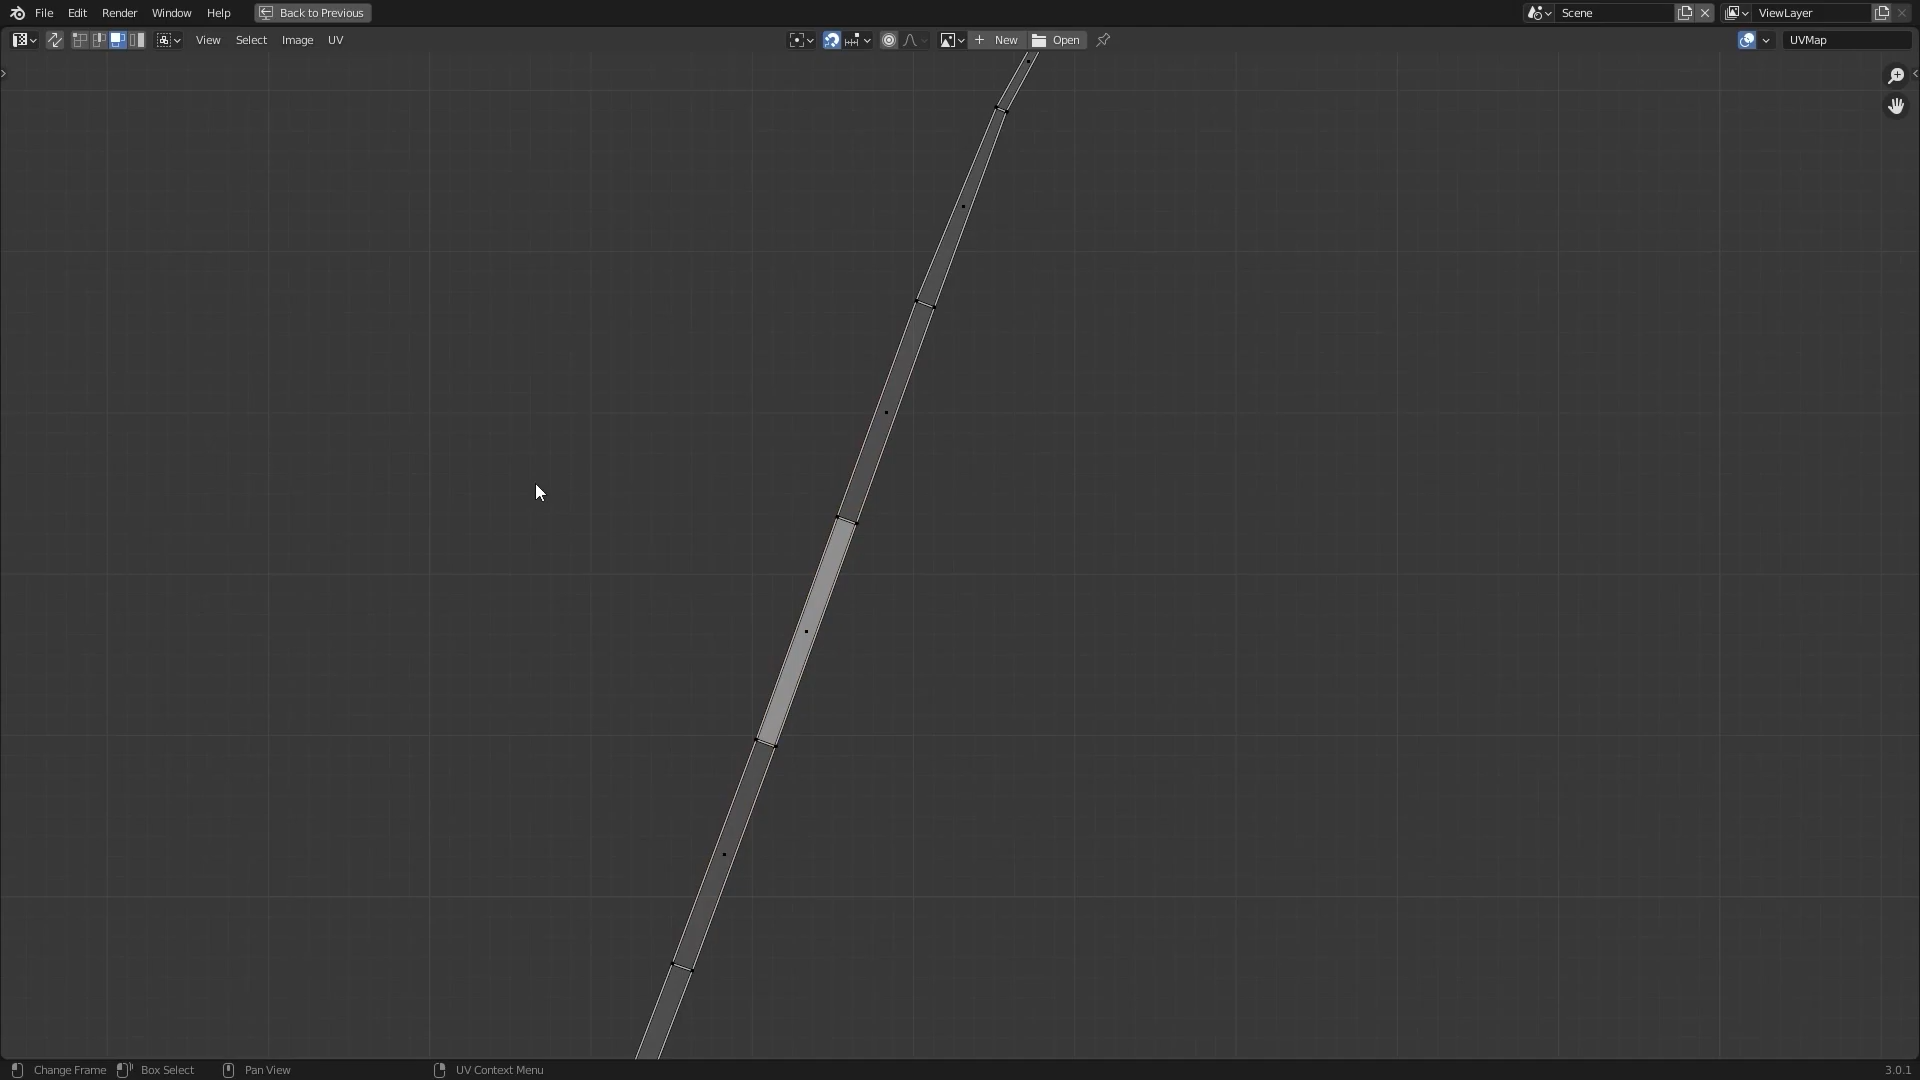 File Edit Render Window Help Back to Previous Scene ViewLayer
View Select Image UV New Open UVMap
Change Frame Box Select Pan View UV Context Menu 3.0.1